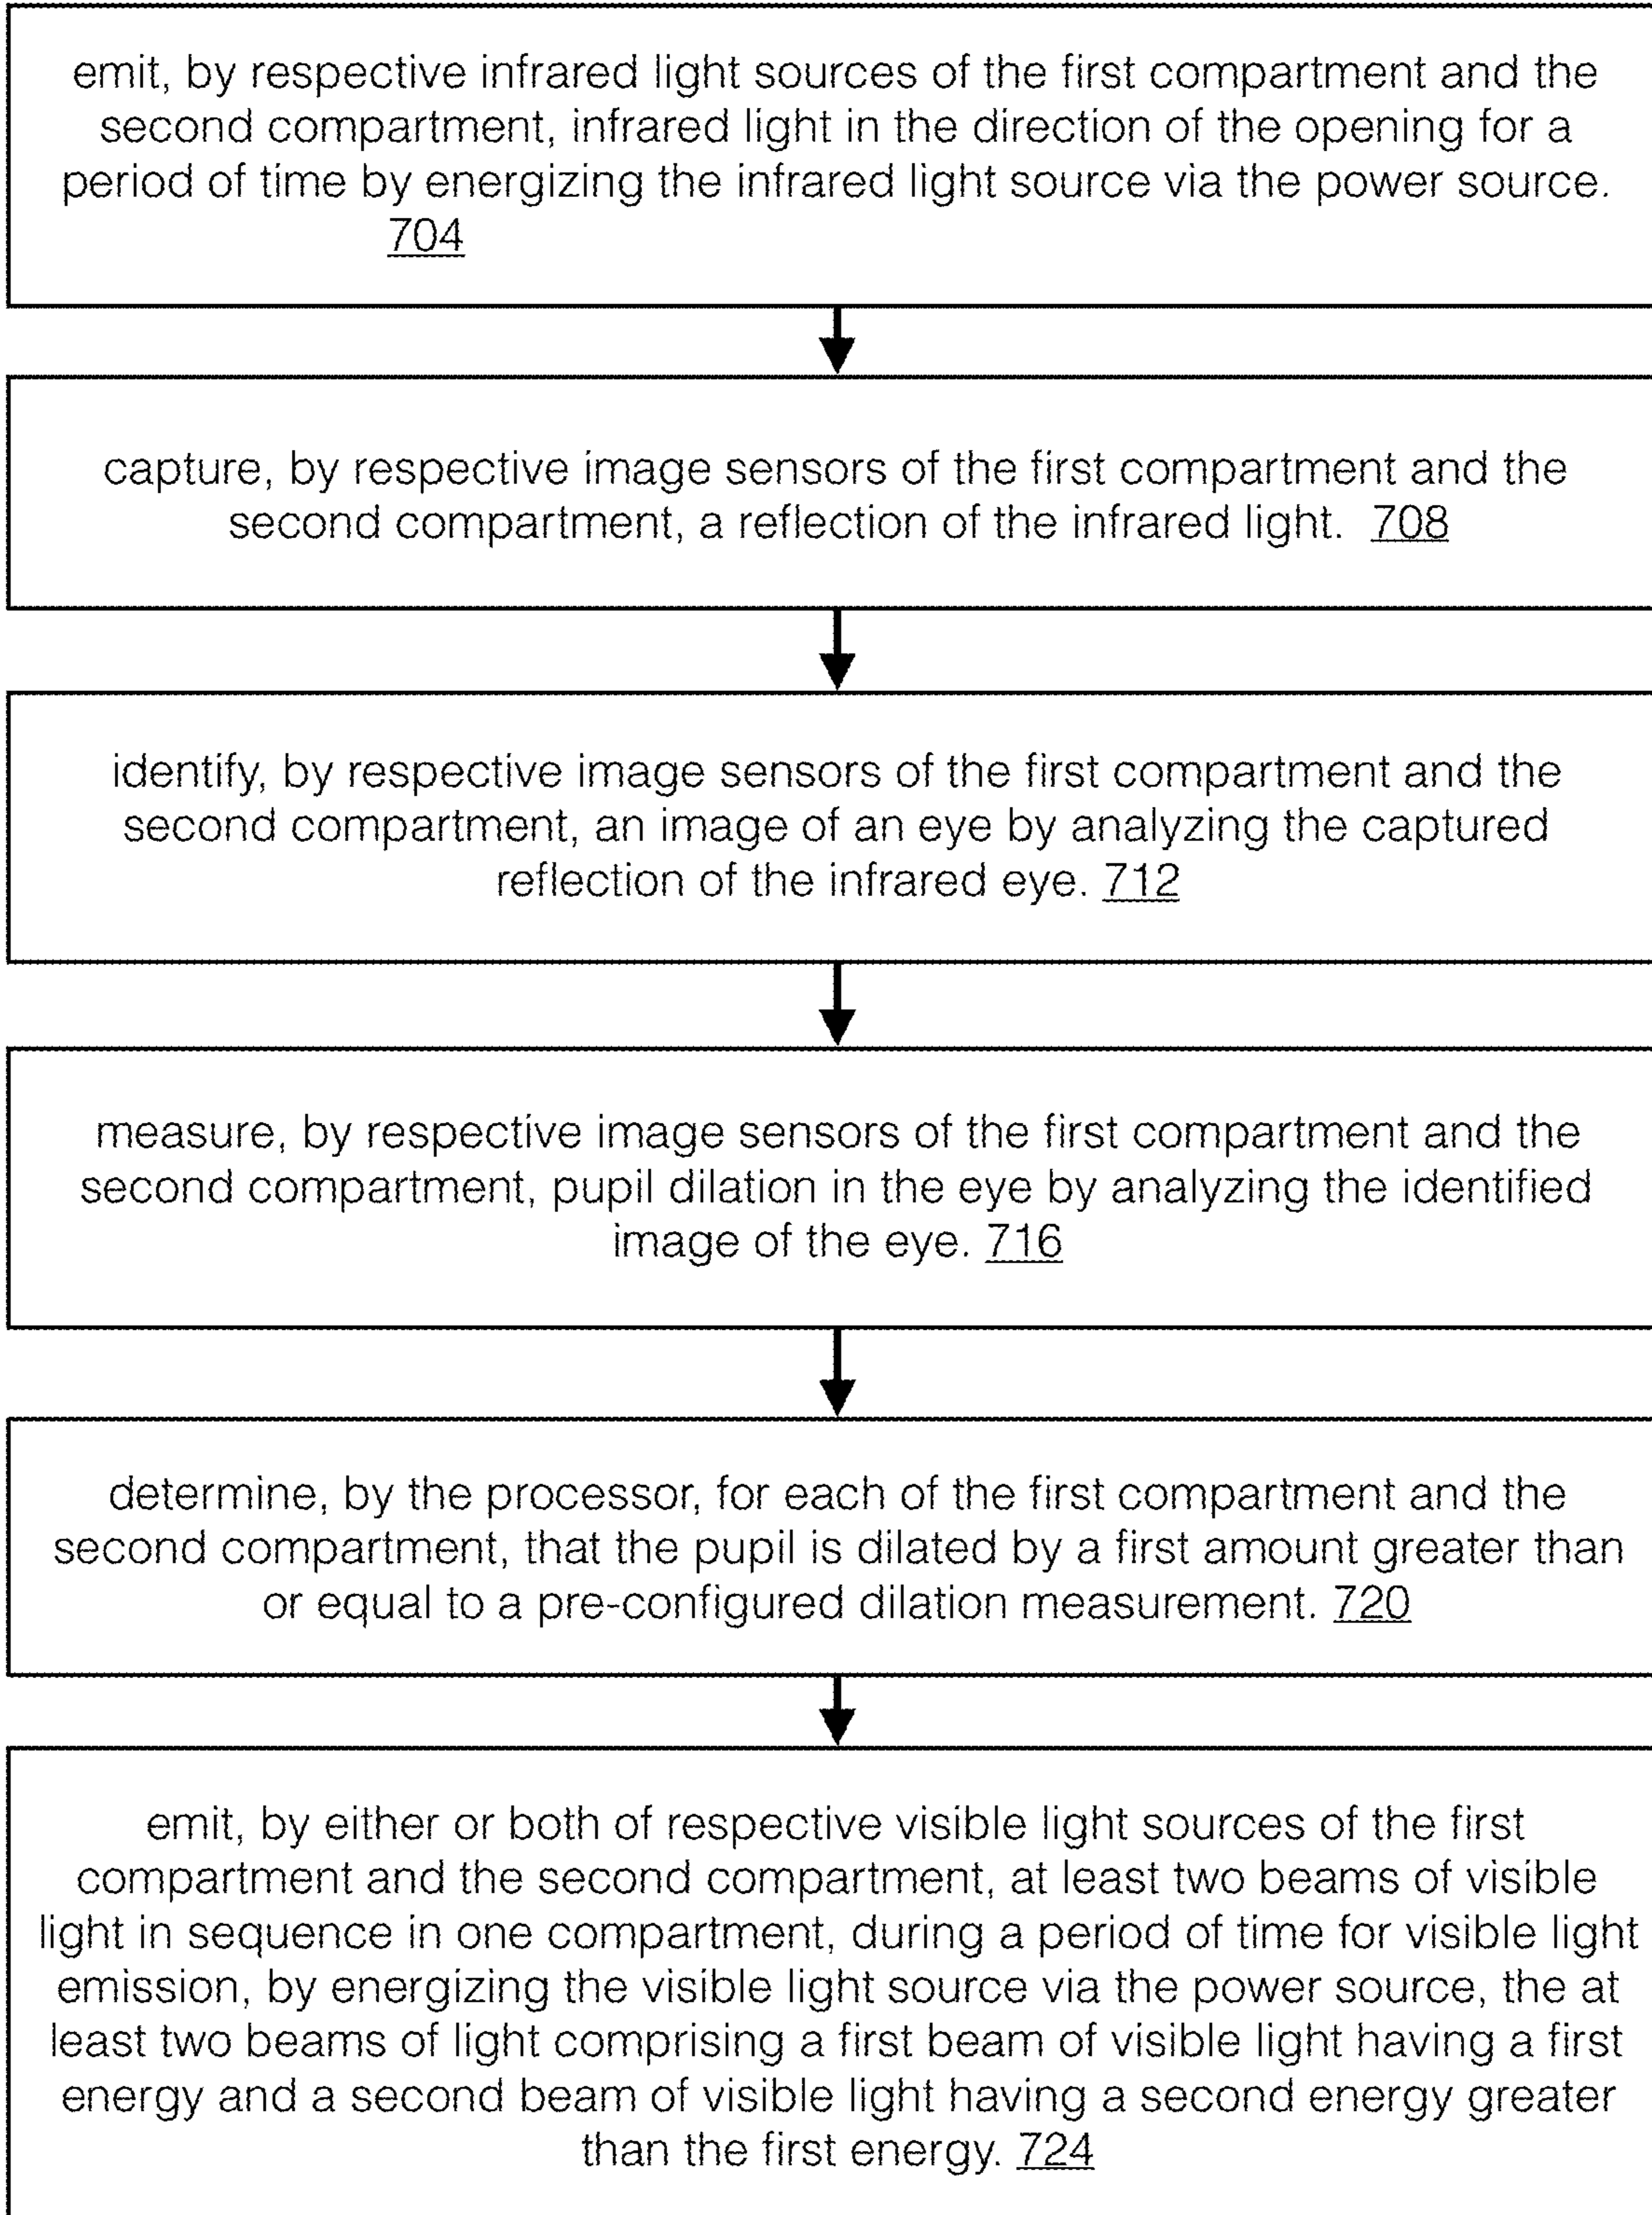 emit, by respective infrared light sources of the first compartment and the
second compartment, infrared light in the direction of the opening for a
period of time by energizing the infrared light source via the power source.
704
capture, by respective image sensors of the first compartment and the
second compartment, a reflection of the infrared light. 708
identify, by respective image sensors of the first compartment and the
second compartment, an image of an eye by analyzing the captured
reflection of the infrared eye. 712
measure, by respective image sensors of the first compartment and the
second compartment, pupil dilation in the eye by analyzing the identified
image of the eye. 716
determine, by the processor, for each of the first compartment and the
second compartment, that the pupil is dilated by a first amount greater than
or equal to a pre-configured dilation measurement. 720
emit, by either or both of respective visible light sources of the first
compartment and the second compartment, at least two beams of visible
light in sequence in one compartment, during a period of time for visible light
emission, by energizing the visible light source via the power source, the at
least two beams of light comprising a first beam of visible light having a first
energy and a second beam of visible light having a second energy greater
than the first energy. 724